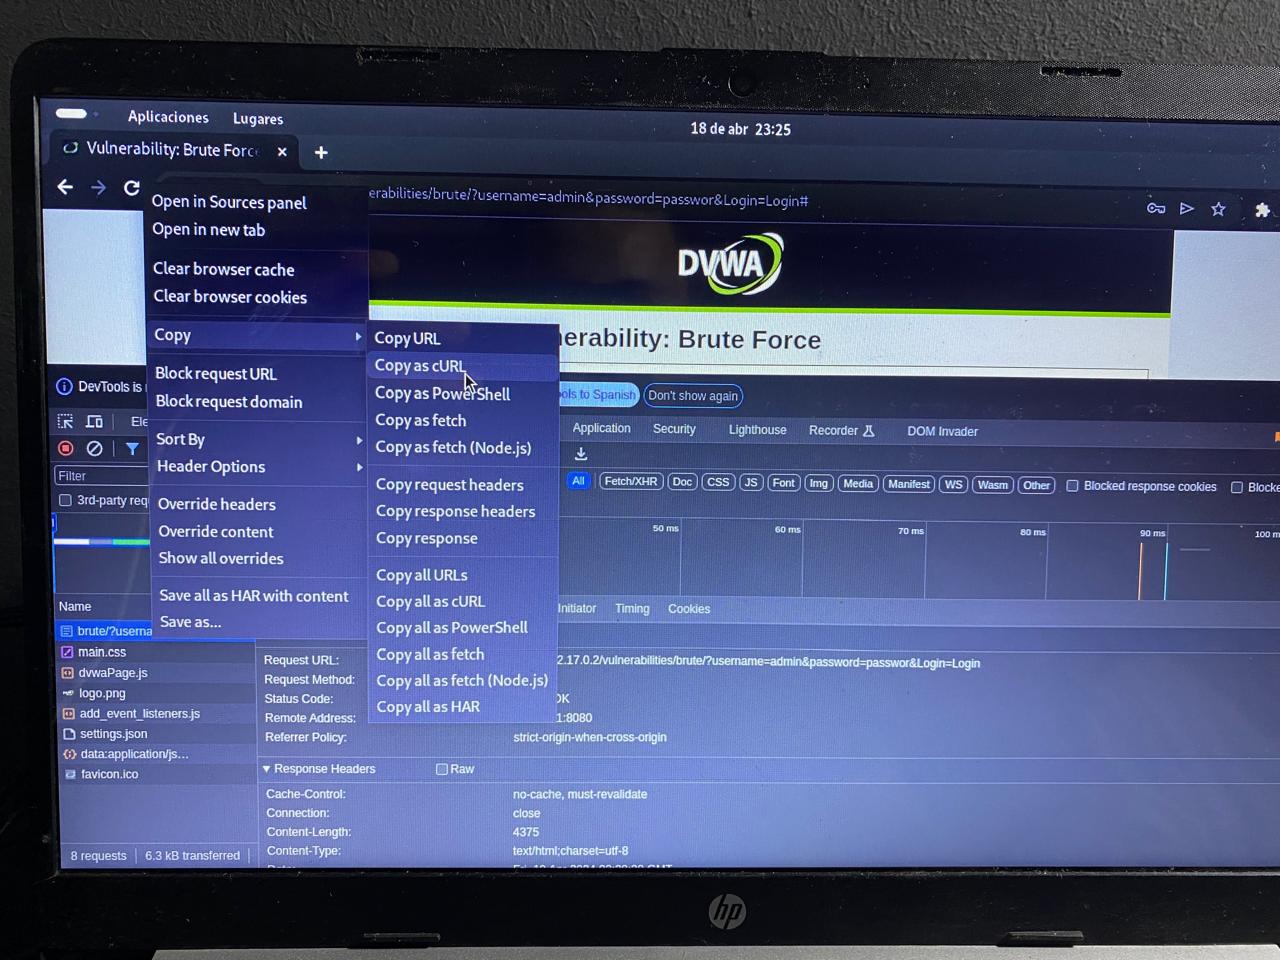 Aplicaciones Lugares
18 de abr 23:25
Vulnerability: Brute Forc
erabilities/brute/?username=admin&password=passwor&Login=Login#
Open in Sources panel
Open in new tab
Clear browser cache
Clear browser cookies
Copy
Block request URL
Block request domain
Sort By
Header Options
Override headers
Override content
Show all overrides
Save all as HAR with content
Save as...
Copy URL
Copy as cURL
Copy as PowerShell
Copy as fetch
Copy as fetch (Node.js)
Copy request headers
Copy response headers
Copy response
Copy all URLs
Copy all as cURL
Copy all as PowerShell
Copy all as fetch
Copy all as fetch (Node.js)
Copy all as HAR
DVWA
nerability: Brute Force
DevTools is
ols to Spanish Don't show again
Ele
Application Security Lighthouse Recorder DOM Invader
Filter
All Fetch/XHR Doc CSS JS Font Img Media Manifest WS Wasm Other Blocked response cookies Blocke
3rd-party req
50 ms 60 ms 70 ms 80 ms 90 ms 100 m
Name
Initiator Timing Cookies
brute/?userna
main.css
dvwaPage.js
logo.png
add_event_listeners.js
settings.json
data:application/js…
favicon.ico
8 requests 6.3 kB transferred
Request URL: 2.17.0.2/vulnerabilities/brute/?username=admin&password=passwor&Login=Login
Request Method:
Status Code: OK
Remote Address: 1:8080
Referrer Policy: strict-origin-when-cross-origin
Response Headers Raw
Cache-Control: no-cache, must-revalidate
Connection: close
Content-Length: 4375
Content-Type: text/html;charset=utf-8
hp